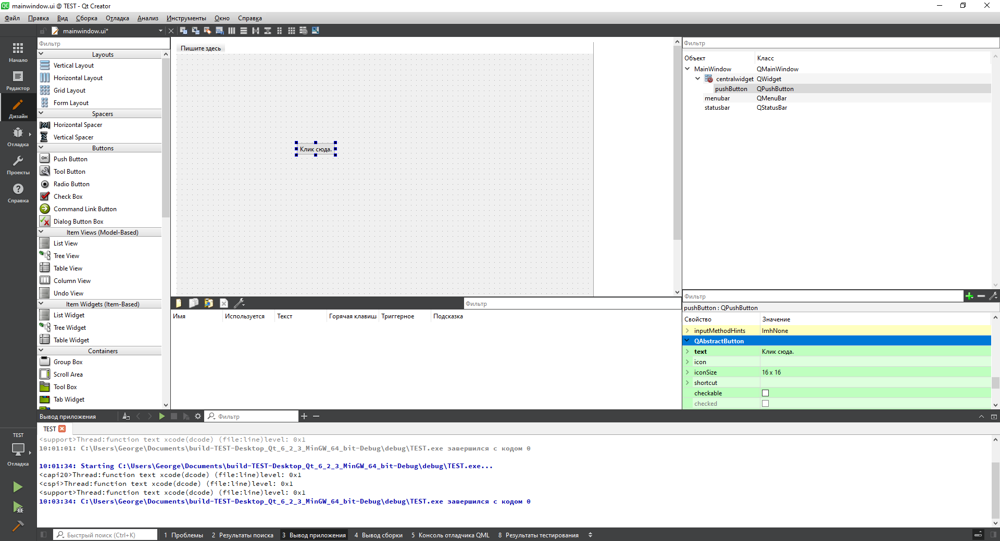 mainwindow.ui @ TEST - Qt Creator
Файл Правка Вид Сборка Отладка Анализ Инструменты Окно Справка
mainwindow.ui*
Начало
Редактор
Дизайн
Отладка
Проекты
Справка
Фильтр
Layouts
Vertical Layout
Horizontal Layout
Grid Layout
Form Layout
Spacers
Horizontal Spacer
Vertical Spacer
Buttons
OK Push Button
Tool Button
Radio Button
Check Box
Command Link Button
Dialog Button Box
Item Views (Model-Based)
List View
Tree View
Table View
Column View
Undo View
Item Widgets (Item-Based)
List Widget
Tree Widget
Table Widget
Containers
Group Box
Scroll Area
Tool Box
Tab Widget
Пишите здесь
Клик сюда.
Фильтр
Имя Используется Текст Горячая клавиш Триггерное Подсказка
Фильтр
Объект Класс
MainWindow QMainWindow
centralwidget QWidget
pushButton QPushButton
menubar QMenuBar
statusbar QStatusBar
Фильтр
pushButton : QPushButton
Свойство Значение
inputMethodHints ImhNone
QAbstractButton
text Клик сюда.
icon
iconSize 16 x 16
shortcut
checkable
checked
Вывод приложения Фильтр
TEST
<support>Thread:function text xcode(dcode) (file:line)level: 0x1
10:01:01: C:\Users\George\Documents\build-TEST-Desktop_Qt_6_2_3_MinGW_64_bit-Debug\debug\TEST.exe завершился с кодом 0
10:01:34: Starting C:\Users\George\Documents\build-TEST-Desktop_Qt_6_2_3_MinGW_64_bit-Debug\debug\TEST.exe...
<capi20>Thread:function text xcode(dcode) (file:line)level: 0x1
<cspi>Thread:function text xcode(dcode) (file:line)level: 0x1
<support>Thread:function text xcode(dcode) (file:line)level: 0x1
10:03:34: C:\Users\George\Documents\build-TEST-Desktop_Qt_6_2_3_MinGW_64_bit-Debug\debug\TEST.exe завершился с кодом 0
TEST
Отладка
Быстрый поиск (Ctrl+K) 1 Проблемы 2 Результаты поиска 3 Вывод приложения 4 Вывод сборки 5 Консоль отладчика QML 8 Результаты тестирования